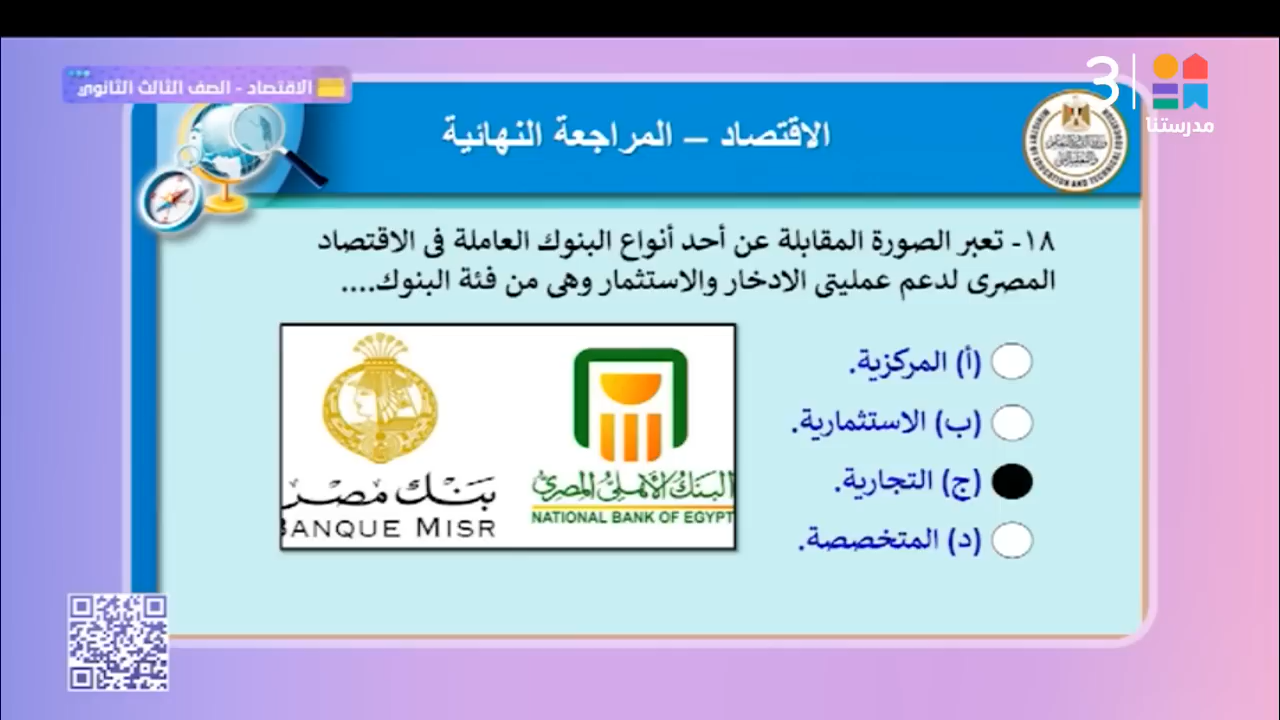 3
مدرستنا
الاقتصاد - الصف الثالث الثانوي
الاقتصاد – المراجعة النهائية
١٨- تعبر الصورة المقابلة عن أحد أنواع البنوك العاملة فى الاقتصاد
المصرى لدعم عمليتى الادخار والاستثمار وهى من فئة البنوك....
(أ) المركزية.
(ب) الاستثمارية.
(ج) التجارية.
(د) المتخصصة.
البنك الأهلي المصري
NATIONAL BANK OF EGYPT
بنك مصر
BANQUE MISR